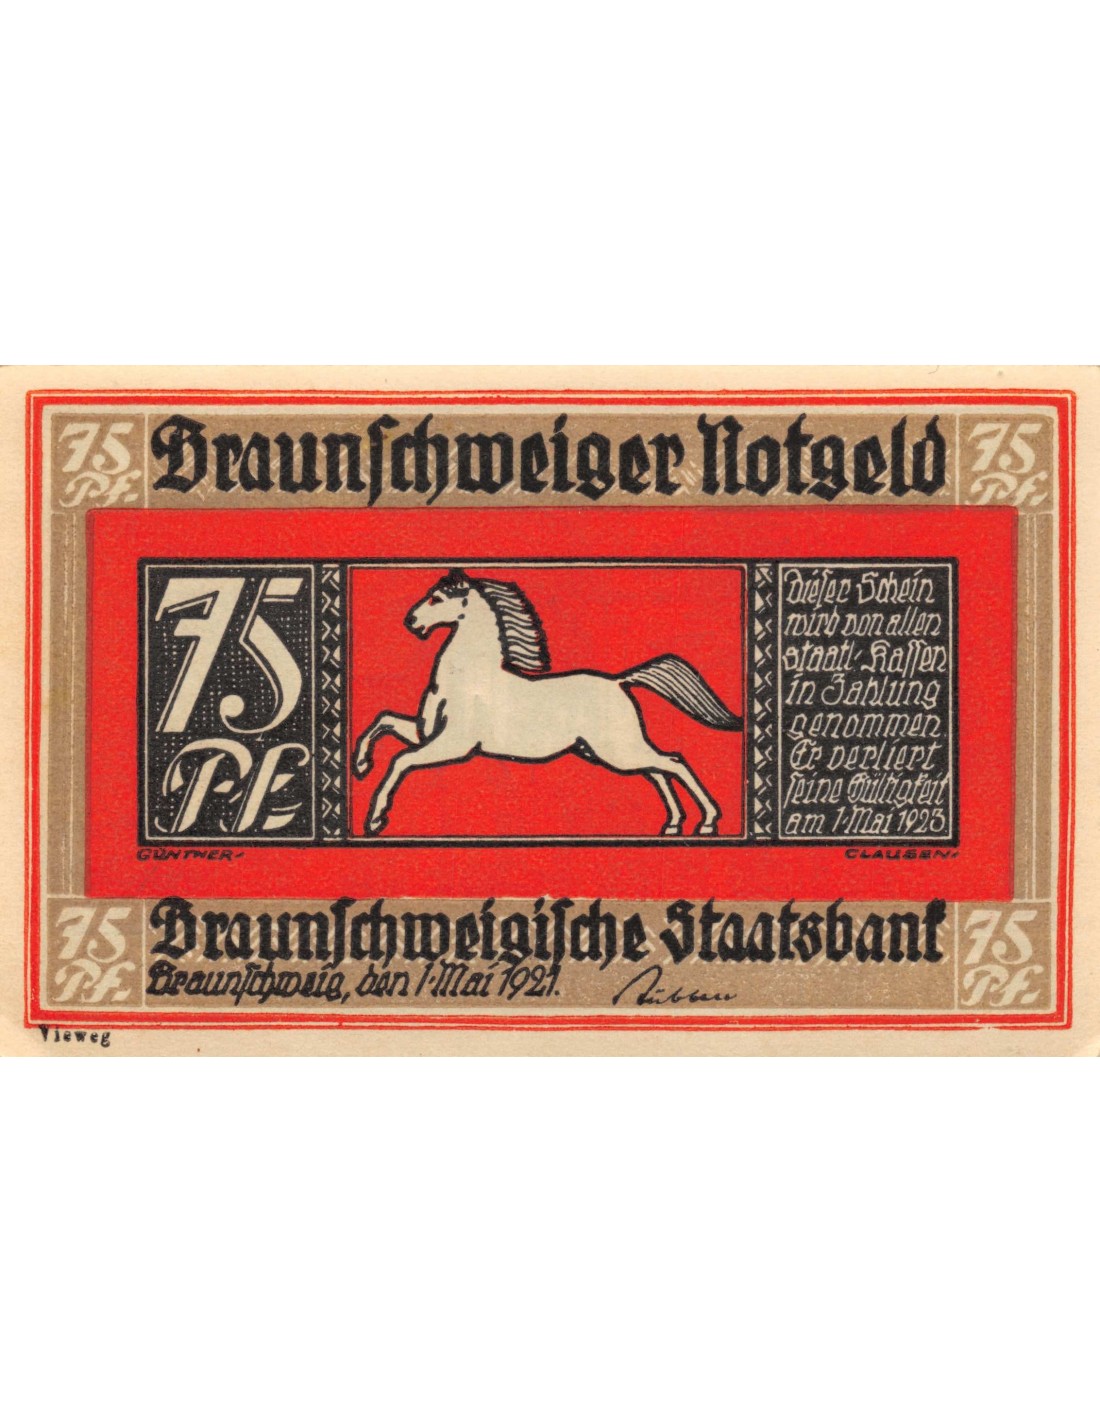 75 Pf.
Braunschweiger Notgeld
75 Pf.
75
Pf
Dieser Schein
wird von allen
staatl. Kassen
in Zahlung
genommen
Er verliert
seine Gültigkeit
am 1. Mai 1923
GÜNTHER
CLAUSEN
75 Pf.
Braunschweigische Staatsbank
75 Pf.
Braunschweig, den 1. Mai 1921.
Vieweg